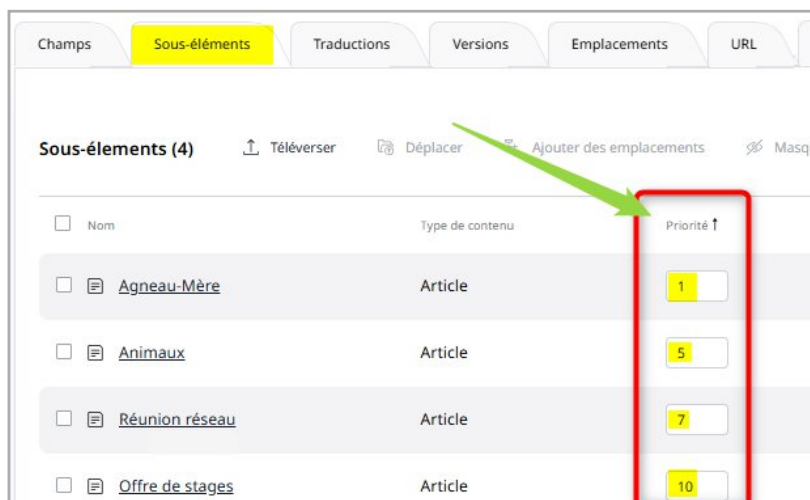 Champs Sous-éléments Traductions Versions Emplacements URL
Sous-élements (4) Téléverser Déplacer Ajouter des emplacements Masq
Nom Type de contenu Priorité
Agneau-Mère Article 1
Animaux Article 5
Réunion réseau Article 7
Offre de stages Article 10